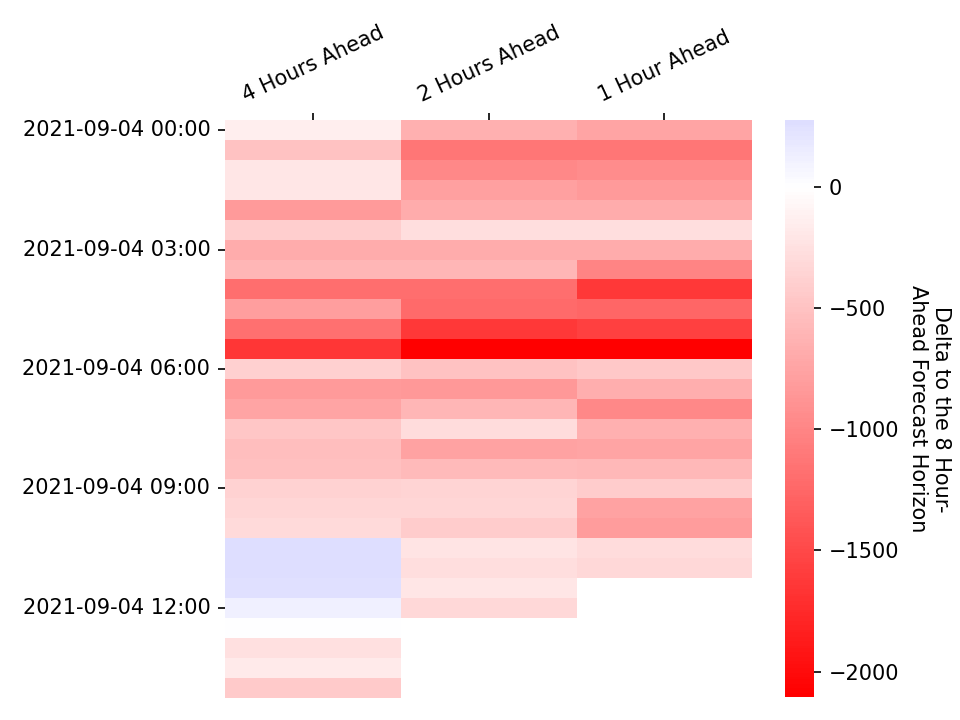 4 Hours Ahead
2 Hours Ahead
1 Hour Ahead
2021-09-04 00:00
2021-09-04 03:00
2021-09-04 06:00
2021-09-04 09:00
2021-09-04 12:00
0
−500
−1000
−1500
−2000
Delta to the 8 Hour-
Ahead Forecast Horizon